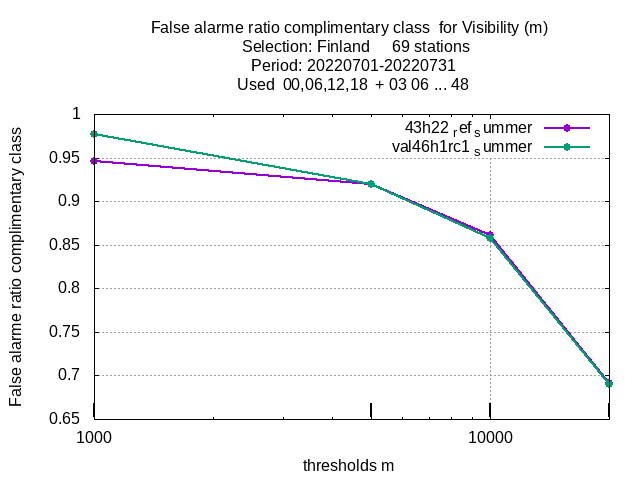 False alarme ratio complimentary class for Visibility (m)
Selection: Finland 69 stations
Period: 20220701-20220731
Used 00,06,12,18 + 03 06 ... 48
43h22 ref summer
val46h1rc1 summer
False alarme ratio complimentary class
1
0.95
0.9
0.85
0.8
0.75
0.7
0.65
1000
10000
thresholds m